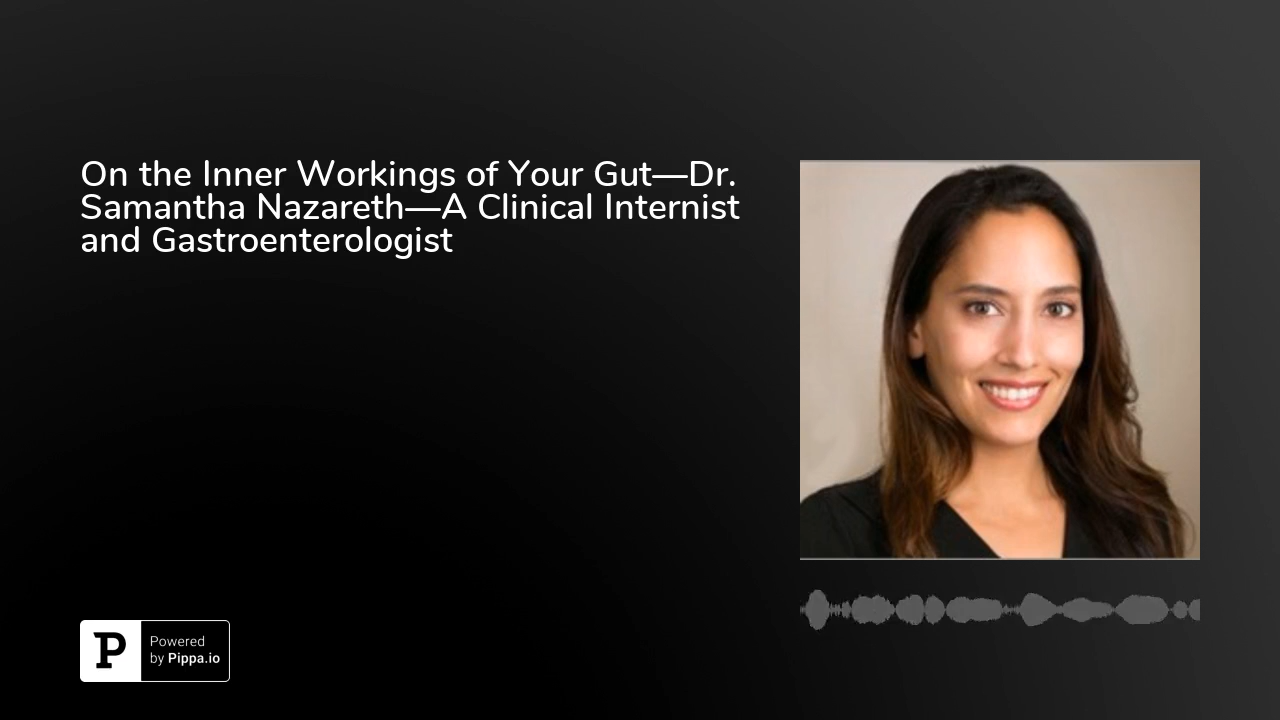 On the Inner Workings of Your Gut—Dr.
Samantha Nazareth—A Clinical Internist
and Gastroenterologist
P
Powered
by Pippa.io